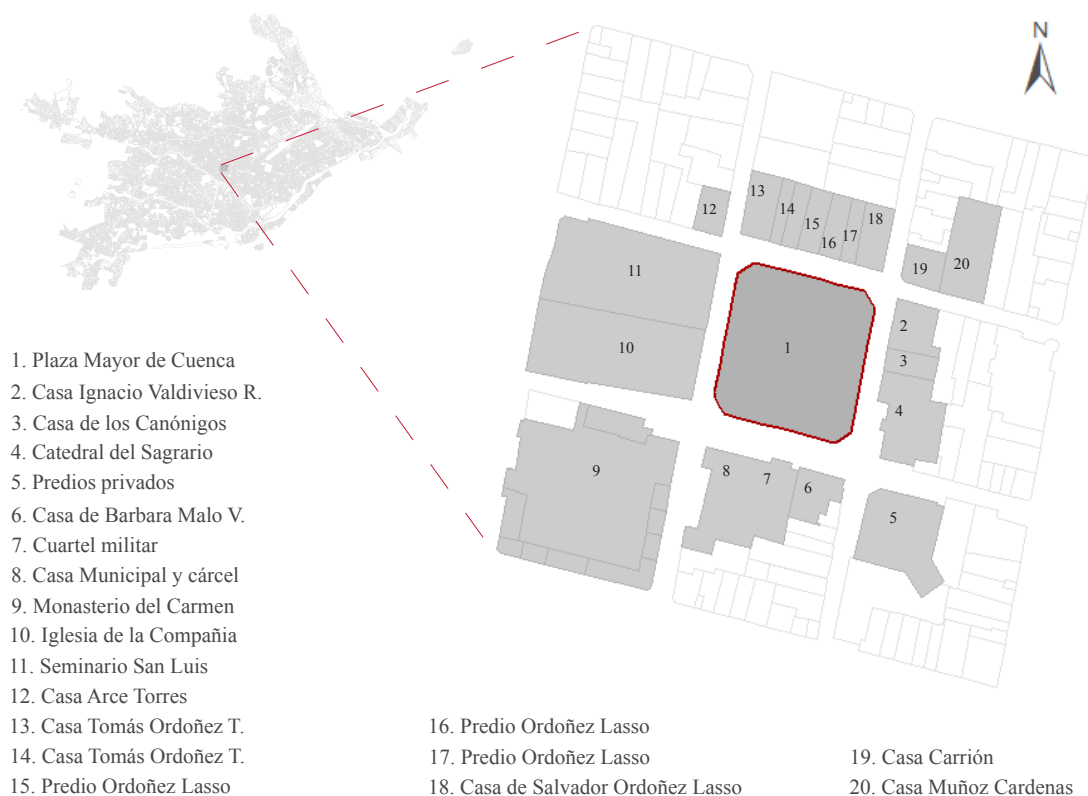 N
13
14
15
16
17
18
12
19
20
11
10
1
2
3
4
9
8
7
6
5
1. Plaza Mayor de Cuenca
2. Casa Ignacio Valdivieso R.
3. Casa de los Canónigos
4. Catedral del Sagrario
5. Predios privados
6. Casa de Barbara Malo V.
7. Cuartel militar
8. Casa Municipal y cárcel
9. Monasterio del Carmen
10. Iglesia de la Compañia
11. Seminario San Luis
12. Casa Arce Torres
13. Casa Tomás Ordoñez T.
14. Casa Tomás Ordoñez T.
15. Predio Ordoñez Lasso
16. Predio Ordoñez Lasso
17. Predio Ordoñez Lasso
18. Casa de Salvador Ordoñez Lasso
19. Casa Carrión
20. Casa Muñoz Cardenas